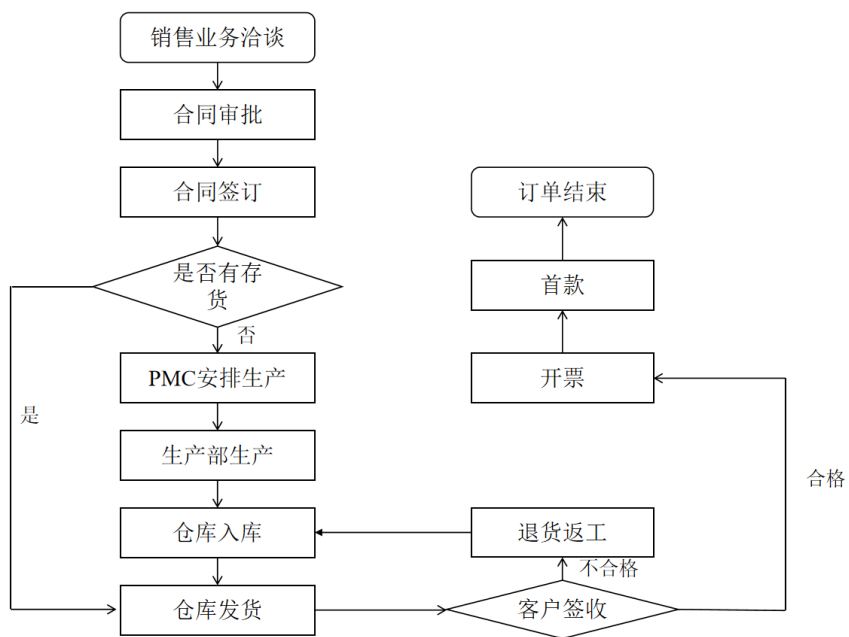 销售业务洽谈
合同审批
合同签订
是否有存
货
否
PMC安排生产
是
生产部生产
仓库入库
仓库发货
客户签收
不合格
退货返工
合格
开票
首款
订单结束